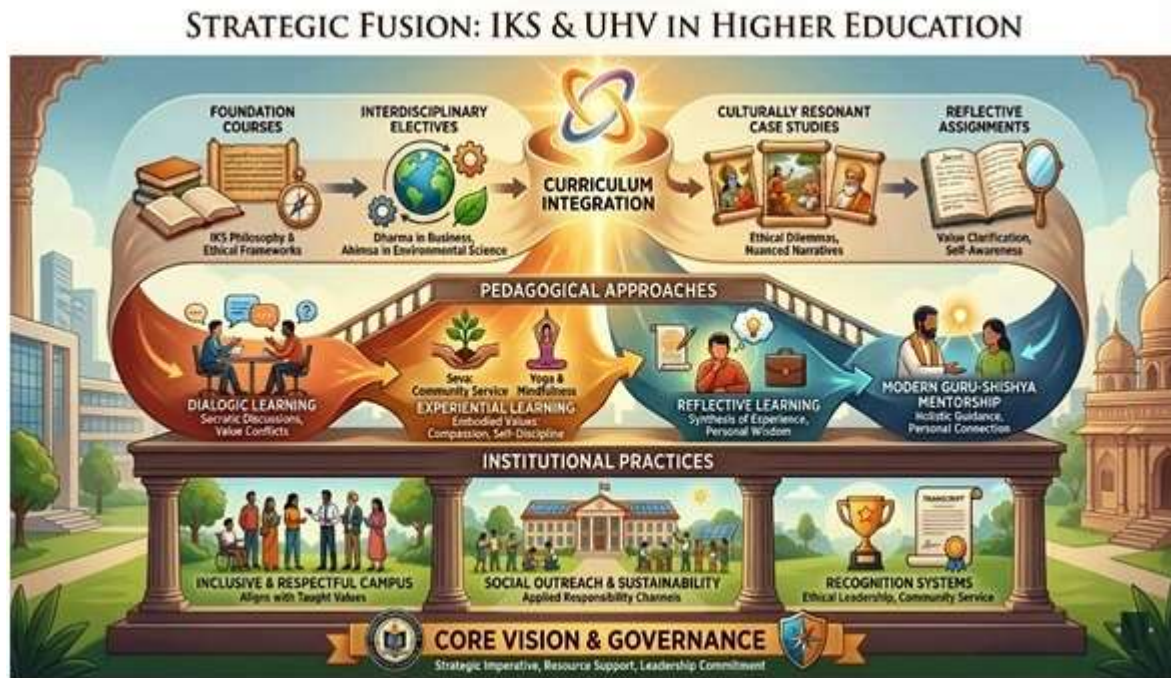 STRATEGIC FUSION: IKS & UHV IN HIGHER EDUCATION
FOUNDATION
COURSES
IKS Philosophy &
Ethical Frameworks
INTERDISCIPLINARY
ELECTIVES
Dharma in Business,
Ahimsa in Environmental Science
CURRICULUM
INTEGRATION
CULTURALLY RESONANT
CASE STUDIES
Ethical Dilemmas,
Nuanced Narratives
REFLECTIVE
ASSIGNMENTS
Value Clarification,
Self-Awareness
PEDAGOGICAL APPROACHES
DIALOGIC LEARNING
Socratic Discussions,
Value Conflicts
Seva:
Community Service
Yoga &
Mindfulness
EXPERIENTIAL LEARNING
Embodied Values:
Compassion, Self-Discipline
REFLECTIVE LEARNING
Synthesis of Experience,
Personal Wisdom
MODERN GURU-SHISHYA
MENTORSHIP
Holistic Guidance,
Personal Connection
INSTITUTIONAL PRACTICES
INCLUSIVE & RESPECTFUL CAMPUS
Aligns with Taught Values
SOCIAL OUTREACH & SUSTAINABILITY
Applied Responsibility Channels
TRANSCRIPT
RECOGNITION SYSTEMS
Ethical Leadership, Community Service
CORE VISION & GOVERNANCE
Strategic Imperative, Resource Support, Leadership Commitment